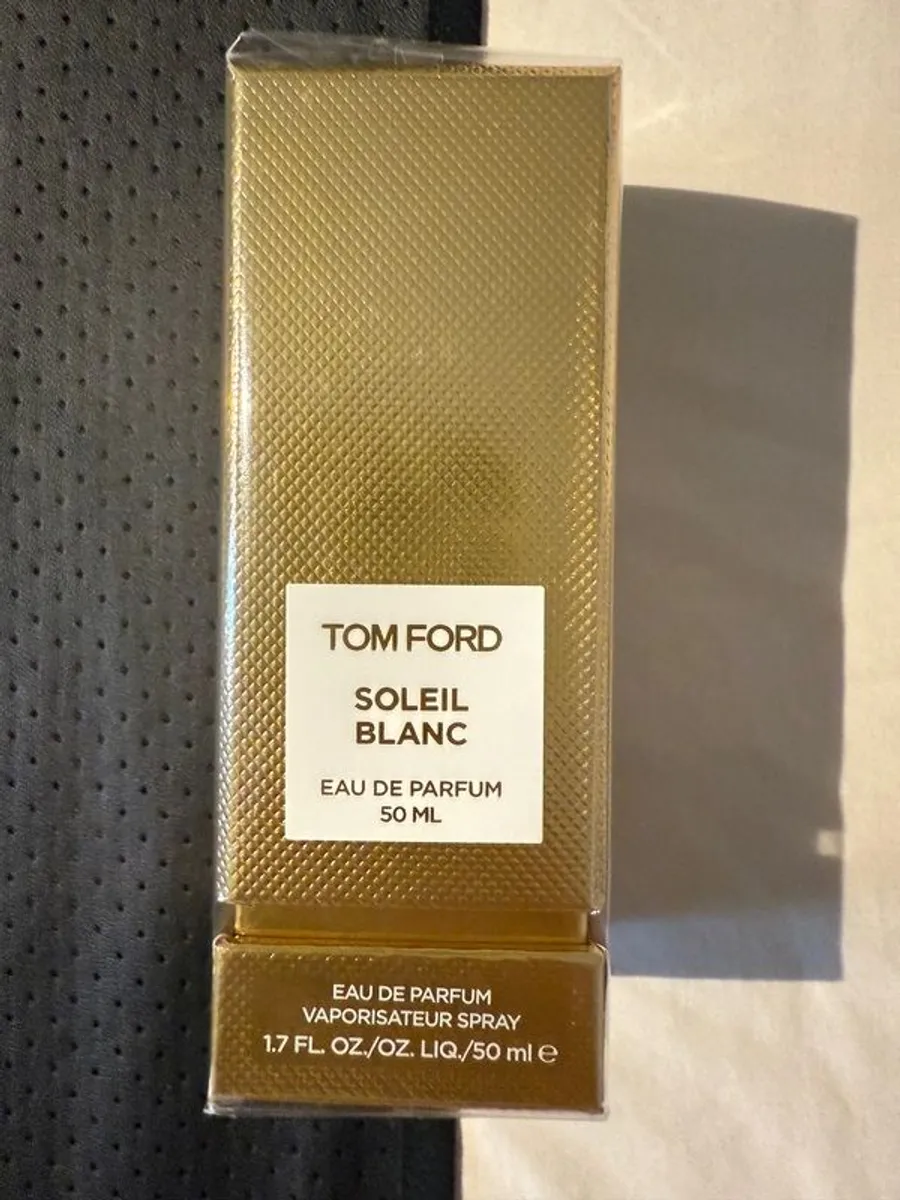 TOM FORD
SOLEIL
BLANC
EAU DE PARFUM
50 ML
EAU DE PARFUM
VAPORISATEUR SPRAY
1.7 FL. OZ./OZ. LIQ./50 ml ℮